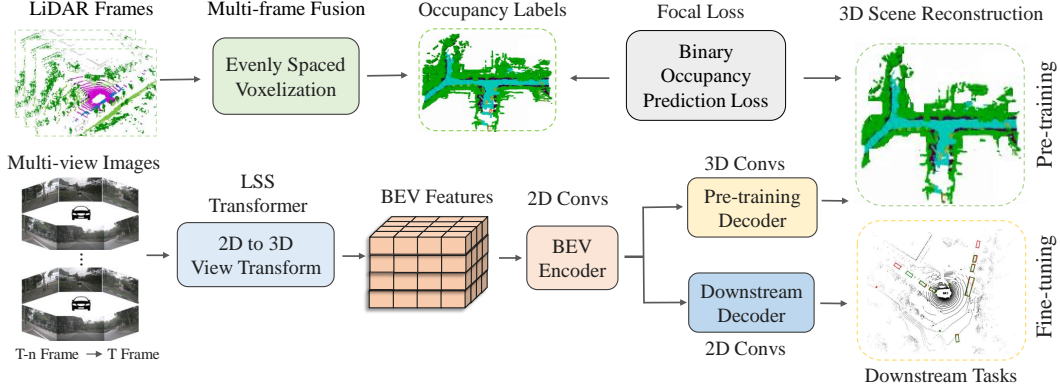 LiDAR Frames
Multi-frame Fusion
Occupancy Labels
Focal Loss
3D Scene Reconstruction
Evenly Spaced
Voxelization
Binary
Occupancy
Prediction Loss
Pre-training
Multi-view Images
LSS
Transformer
2D to 3D
View Transform
BEV Features
2D Convs
BEV
Encoder
3D Convs
Pre-training
Decoder
Downstream
Decoder
2D Convs
Fine-tuning
T-n Frame → T Frame
Downstream Tasks